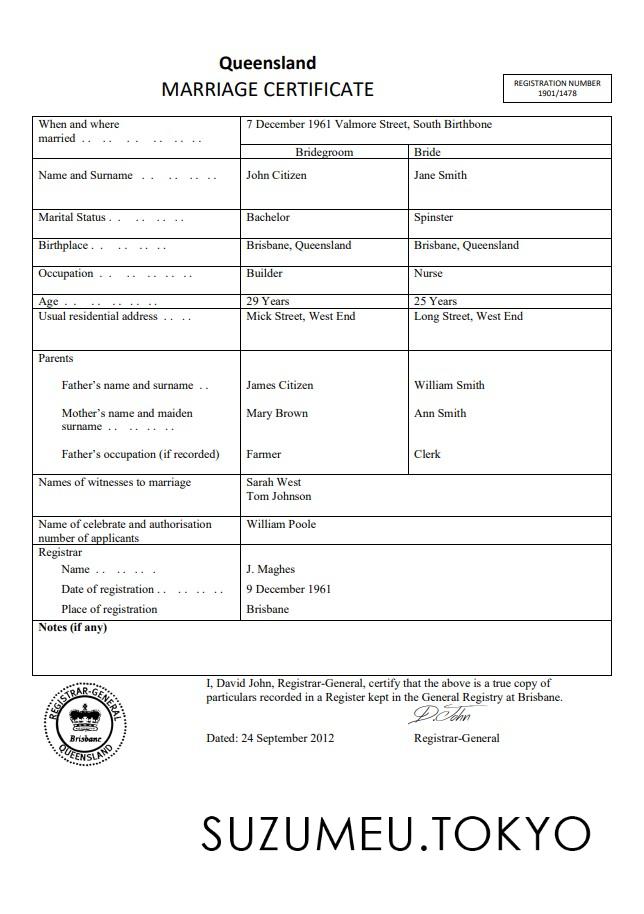 Queensland
MARRIAGE CERTIFICATE
REGISTRATION NUMBER
1901/1478
When and where
married . . . . . . . . . . . .
7 December 1961 Valmore Street, South Birthbone
Bridegroom
Bride
Name and Surname . . . . . . . .
John Citizen
Jane Smith
Marital Status . . . . . . . .
Bachelor
Spinster
Birthplace . . . . . . . .
Brisbane, Queensland
Brisbane, Queensland
Occupation . . . . . . . . . .
Builder
Nurse
Age . . . . . . . . . .
29 Years
25 Years
Usual residential address . . . .
Mick Street, West End
Long Street, West End
Parents
Father’s name and surname . .
James Citizen
William Smith
Mother’s name and maiden
surname . . . . . . . .
Mary Brown
Ann Smith
Father’s occupation (if recorded)
Farmer
Clerk
Names of witnesses to marriage
Sarah West
Tom Johnson
Name of celebrate and authorisation
number of applicants
William Poole
Registrar
Name . . . . . . .
J. Maghes
Date of registration . . . . . . . .
9 December 1961
Place of registration
Brisbane
Notes (if any)
I, David John, Registrar-General, certify that the above is a true copy of
particulars recorded in a Register kept in the General Registry at Brisbane.
D. John
Dated: 24 September 2012
Registrar-General
REGISTRAR-GENERAL
Brisbane
QUEENSLAND
SUZUMEU.TOKYO